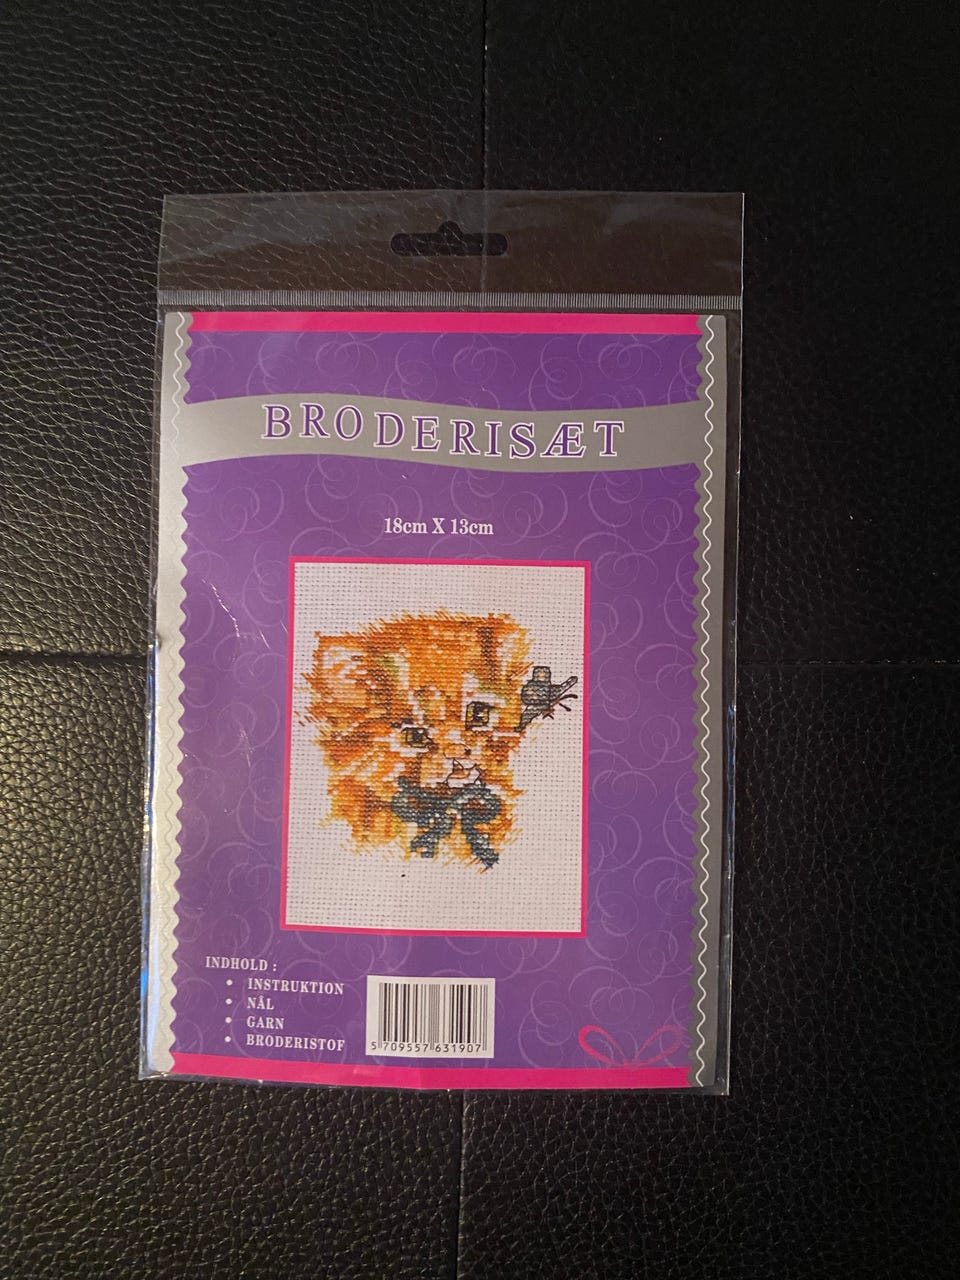 BRODERISÆT
18cm X 13cm
INDHOLD :
• INSTRUKTION
• NÅL
• GARN
• BRODERISTOF
5 709557 631907